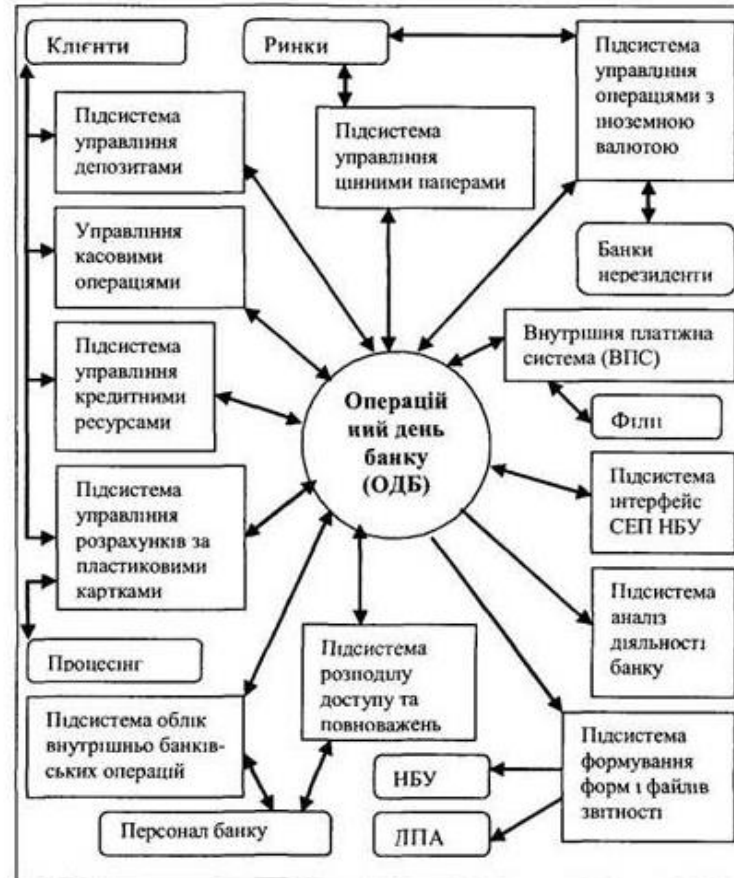 Клієнти
Ринки
Підсистема
управління
операціями з
іноземною
валютою
Підсистема
управління
депозитами
Підсистема
управління
цінними паперами
Управління
касовими
операціями
Банки
нерезиденти
Внутрішня платіжна
система (ВПС)
Підсистема
управління
кредитними
ресурсами
Операцій
ний день
банку
(ОДБ)
Філії
Підсистема
інтерфейс
СЕП НБУ
Підсистема
управління
розрахунків за
пластиковими
картками
Підсистема
аналіз
діяльності
банку
Процесінг
Підсистема
розподілу
доступу та
повноважень
Підсистема облік
внутрішньо банків-
ських операцій
Підсистема
формування
форм і файлів
звітності
НБУ
Персонал банку
ЛПА